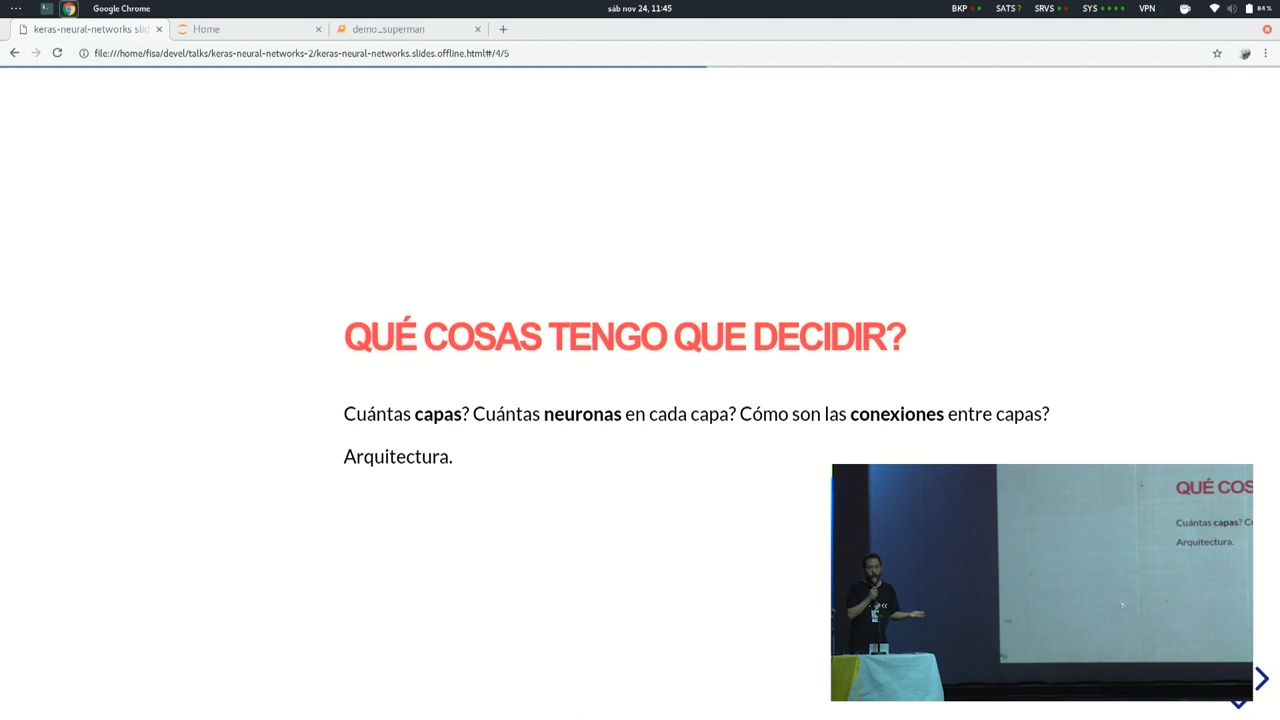 Google Chrome
sáb nov 24, 11:45
BKP
SATS ?
SRVS
SYS
VPN
84 %
keras-neural-networks slid
Home
demo_superman
file:///home/fisa/devel/talks/keras-neural-networks-2/keras-neural-networks.slides.offline.html#/4/5
QUÉ COSAS TENGO QUE DECIDIR?
Cuántas capas? Cuántas neuronas en cada capa? Cómo son las conexiones entre capas?
Arquitectura.
QUÉ COS
Cuántas capas? C
Arquitectura.